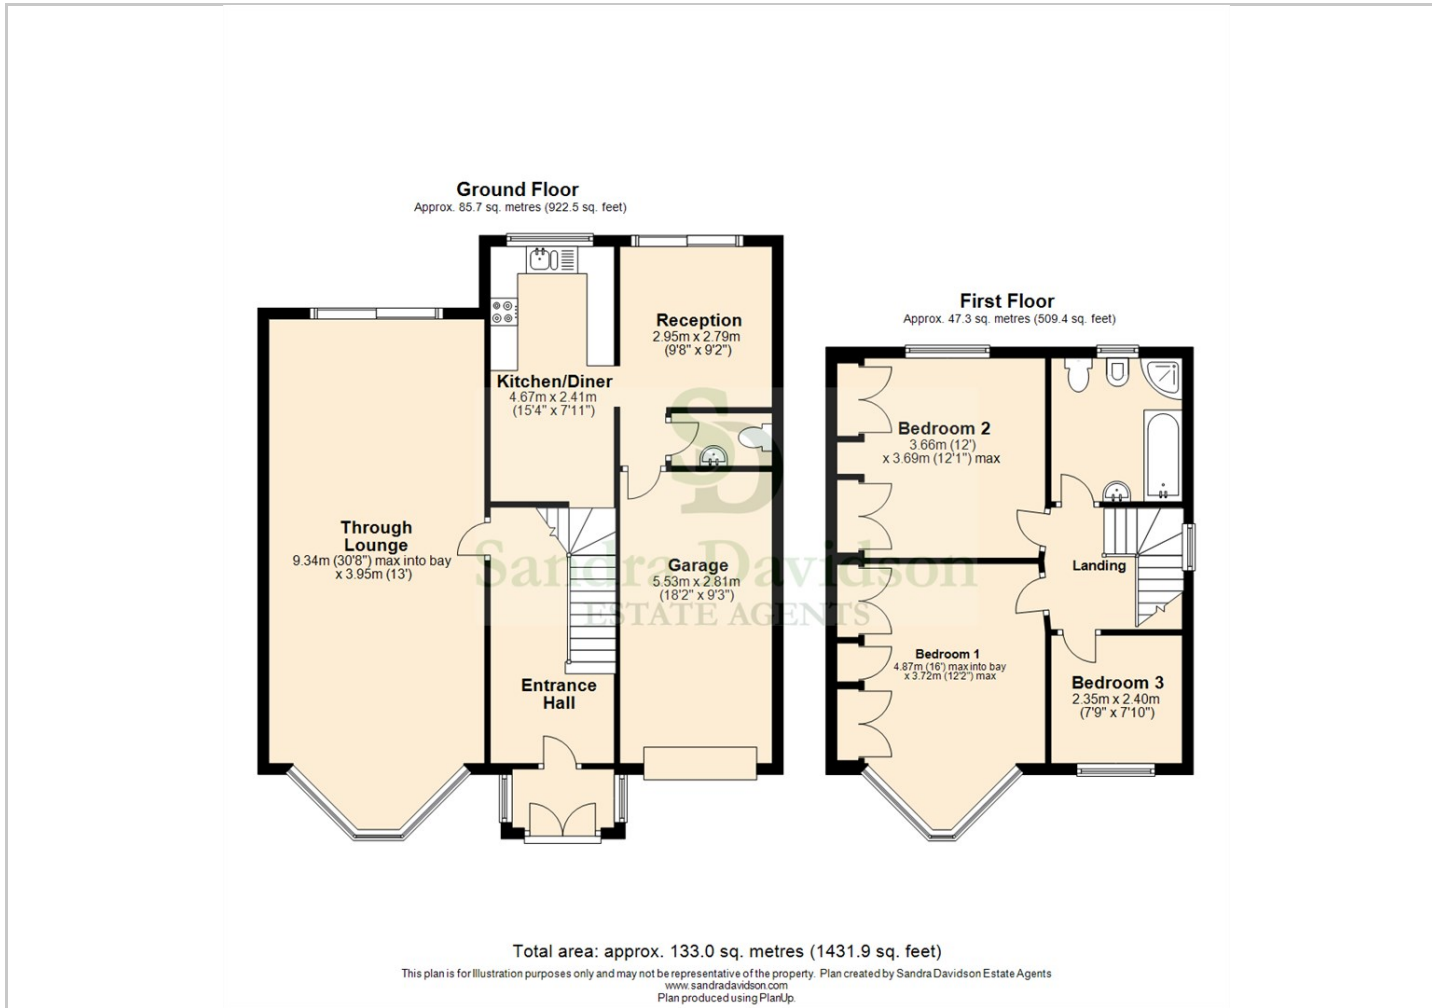 Ground Floor
Approx. 85.7 sq. metres (922.5 sq. feet)
Reception
2.95m x 2.79m
(9'8" x 9'2")
Kitchen/Diner
4.67m x 2.41m
(15'4" x 7'11")
Through
Lounge
9.34m (30'8") max into bay
x 3.95m (13')
Garage
5.53m x 2.81m
(18'2" x 9'3")
Entrance
Hall
First Floor
Approx. 47.3 sq. metres (509.4 sq. feet)
Bedroom 2
3.66m (12')
x 3.69m (12'1") max
Landing
Bedroom 1
4.87m (16') max into bay
x 3.72m (12'2") max
Bedroom 3
2.35m x 2.40m
(7'9" x 7'10")
SD
Sandra Davidson
ESTATE AGENTS
Total area: approx. 133.0 sq. metres (1431.9 sq. feet)
This plan is for Illustration purposes only and may not be representative of the property. Plan created by Sandra Davidson Estate Agents
www.sandradavidson.com
Plan produced using PlanUp.